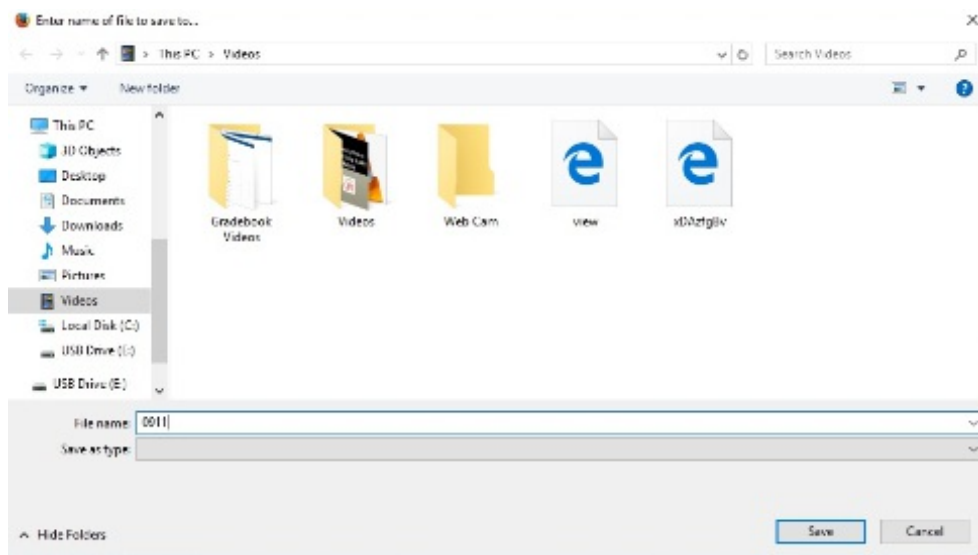 Enter name of file to save to...
This PC > Videos
Search Videos
Organize
New folder
This PC
3D Objects
Desktop
Documents
Downloads
Music
Pictures
Videos
Local Disk (C:)
USB Drive (E:)
USB Drive (E:)
Gradebook
Videos
Videos
Web Cam
view
File name: 0911
Save as type:
Hide Folders
Save
Cancel